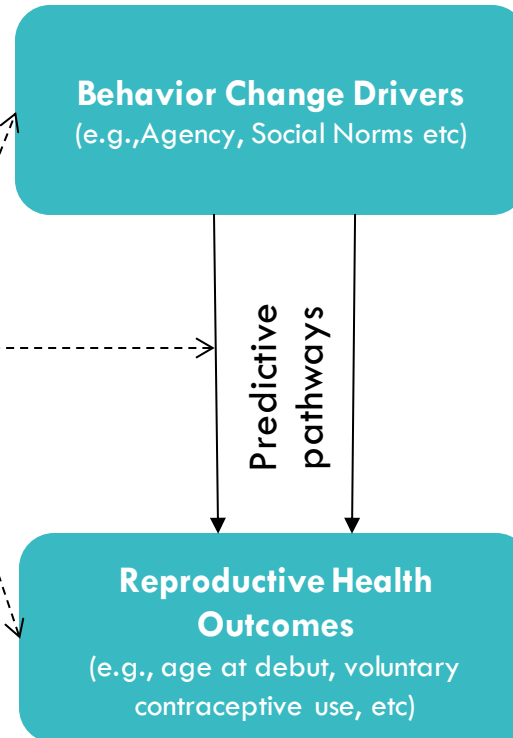 Behavior Change Drivers
(e.g.,Agency, Social Norms etc)
Predictive
pathways
Reproductive Health
Outcomes
(e.g., age at debut, voluntary
contraceptive use, etc)